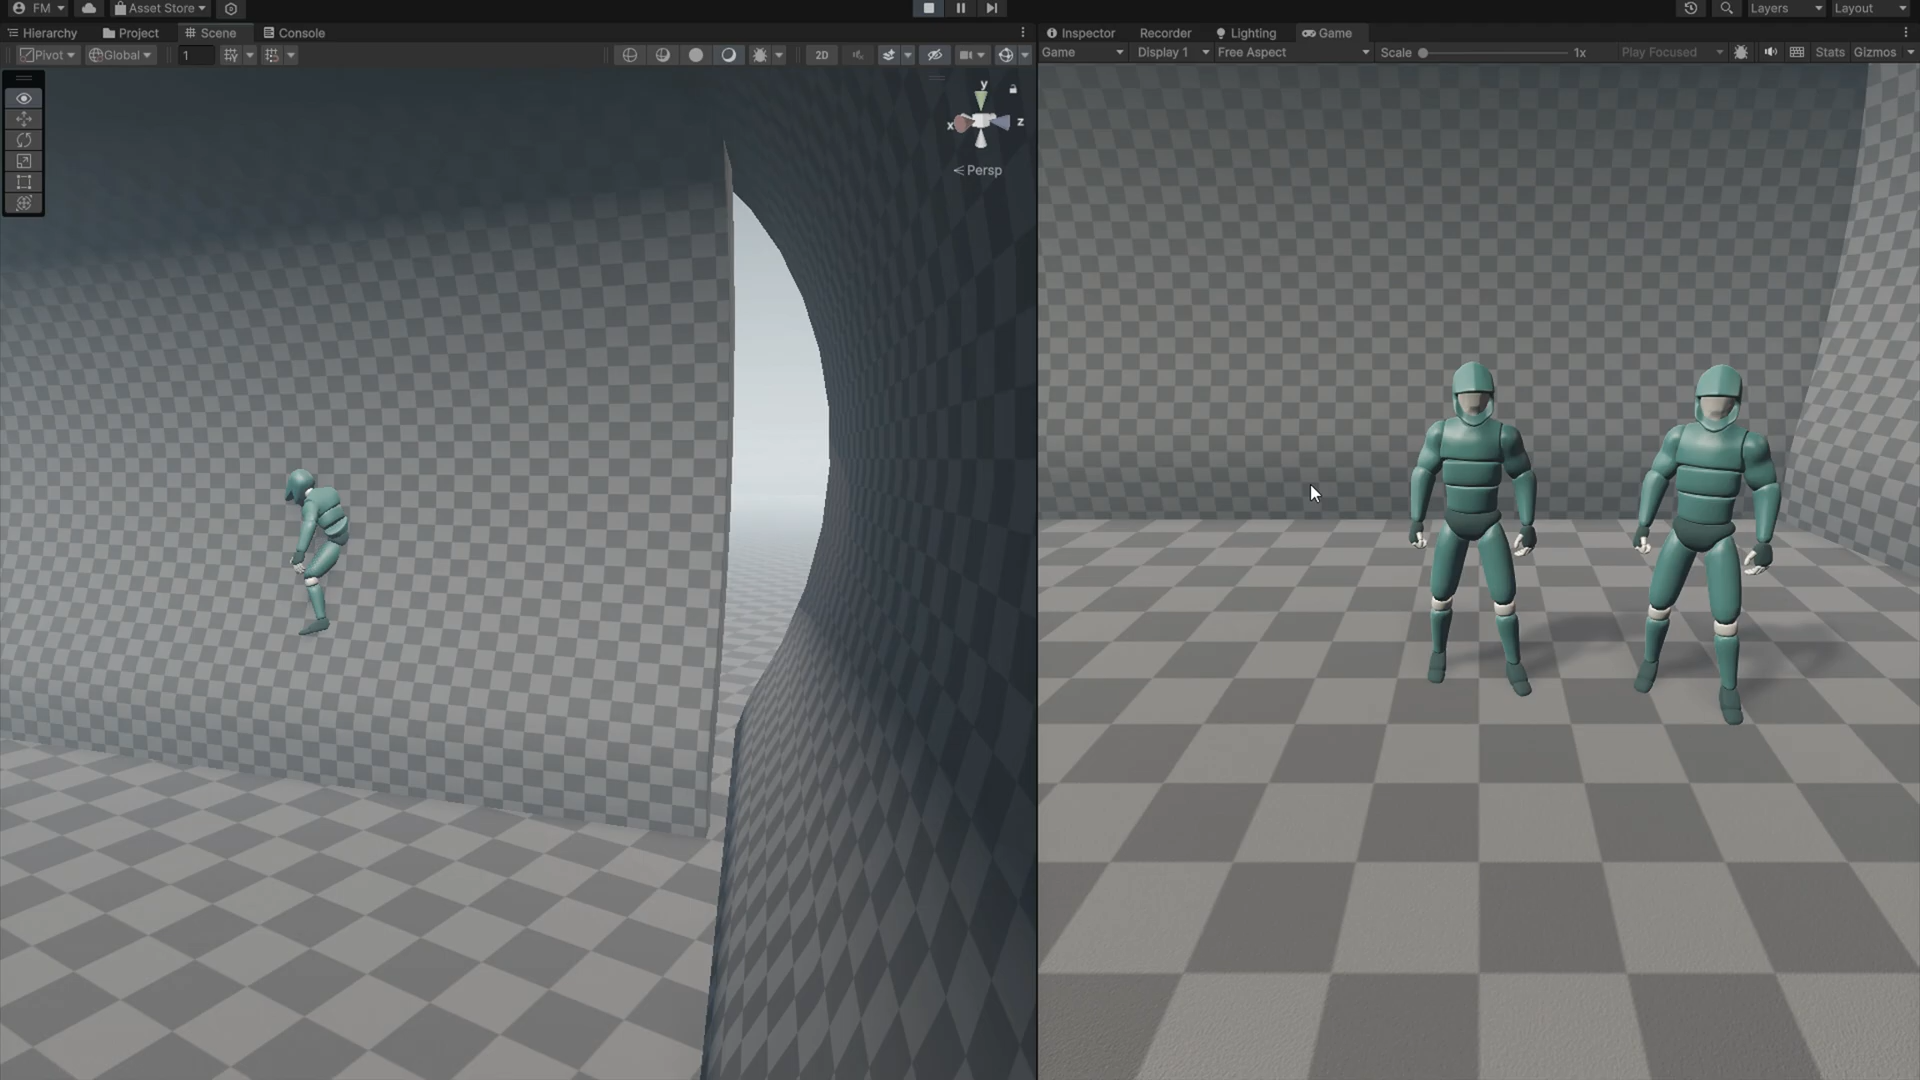 FM Asset Store Layers Layout
Hierarchy Project Scene Console
Inspector Recorder Lighting Game
Pivot Global 1 2D
Game Display 1 Free Aspect Scale 1x Play Focused Stats Gizmos
y
x z
Persp